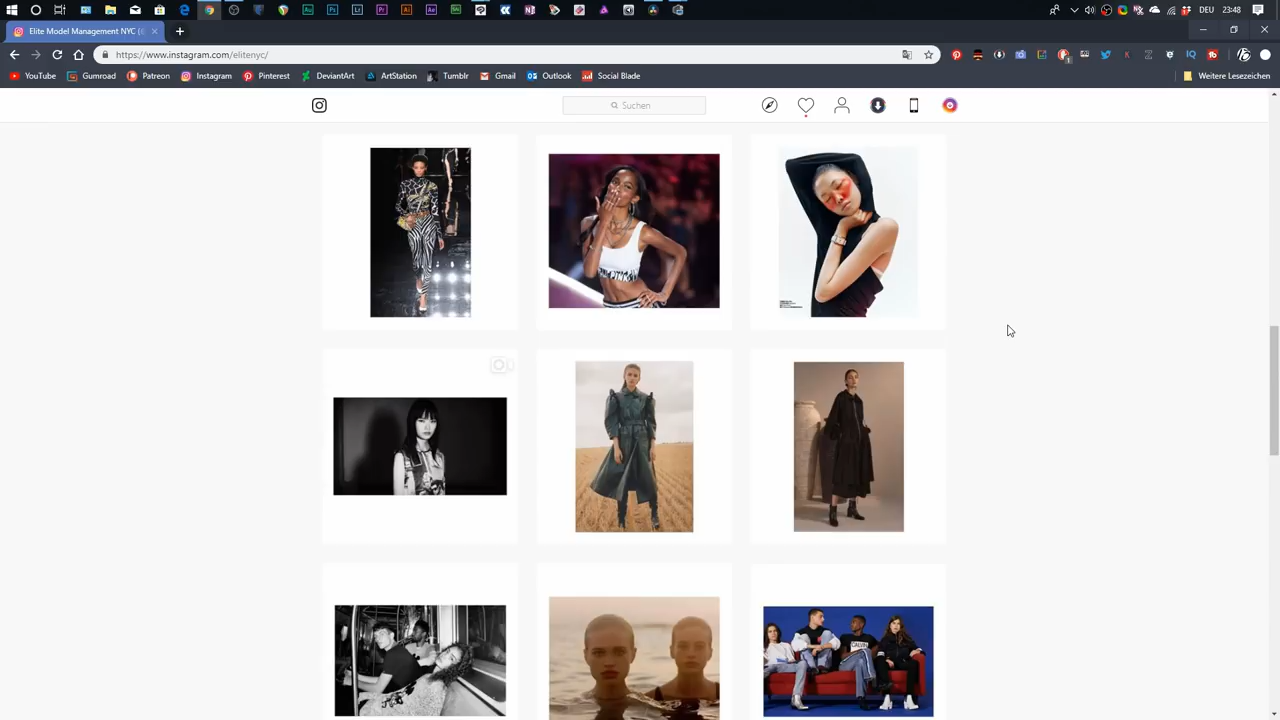 DEU 23:48
Elite Model Management NYC (
https://www.instagram.com/elitenyc/
YouTube Gumroad Patreon Instagram Pinterest DeviantArt ArtStation Tumblr Gmail Outlook Social Blade Weitere Lesezeichen
Suchen
CALVIN